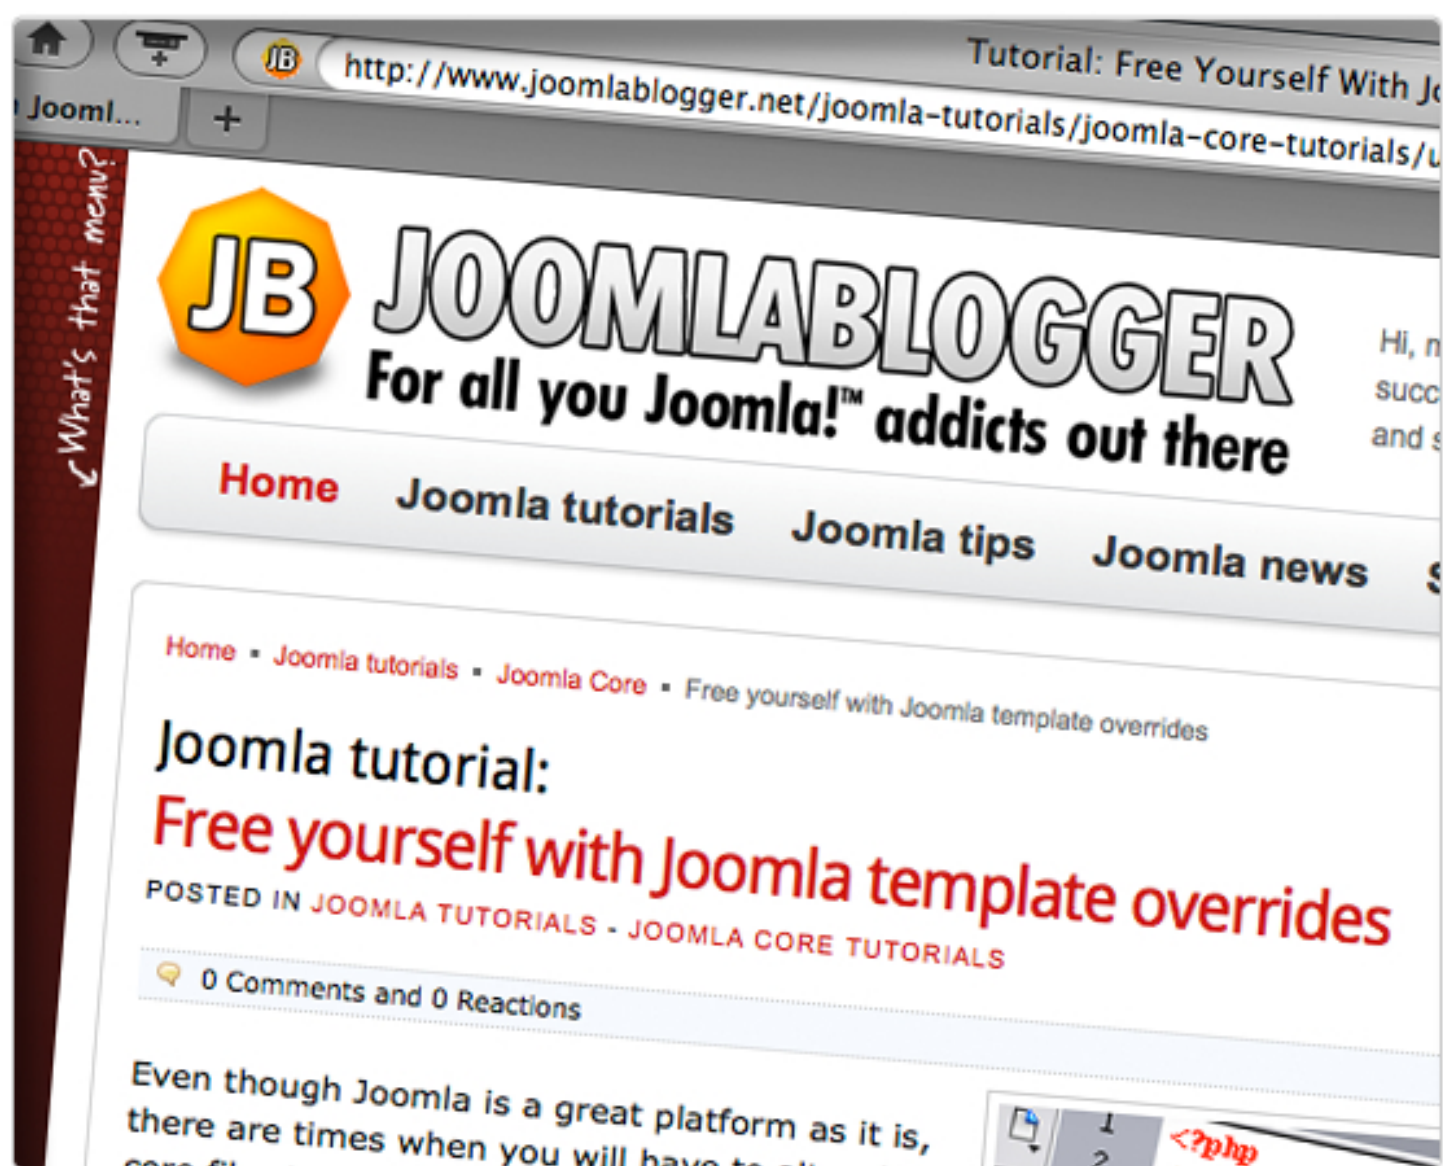 Tutorial: Free Yourself With
JB http://www.joomlablogger.net/joomla-tutorials/joomla-core-tutorials/
Jooml... +
What's that menu?
JB JOOMLABLOGGER
For all you Joomla!™ addicts out there
Hi,
and
Home Joomla tutorials Joomla tips Joomla news
Home ▪ Joomla tutorials ▪ Joomla Core ▪ Free yourself with Joomla template overrides
Joomla tutorial:
Free yourself with Joomla template overrides
POSTED IN JOOMLA TUTORIALS - JOOMLA CORE TUTORIALS
0 Comments and 0 Reactions
Even though Joomla is a great platform as it is,
there are times when you will have to
1 <?php
2